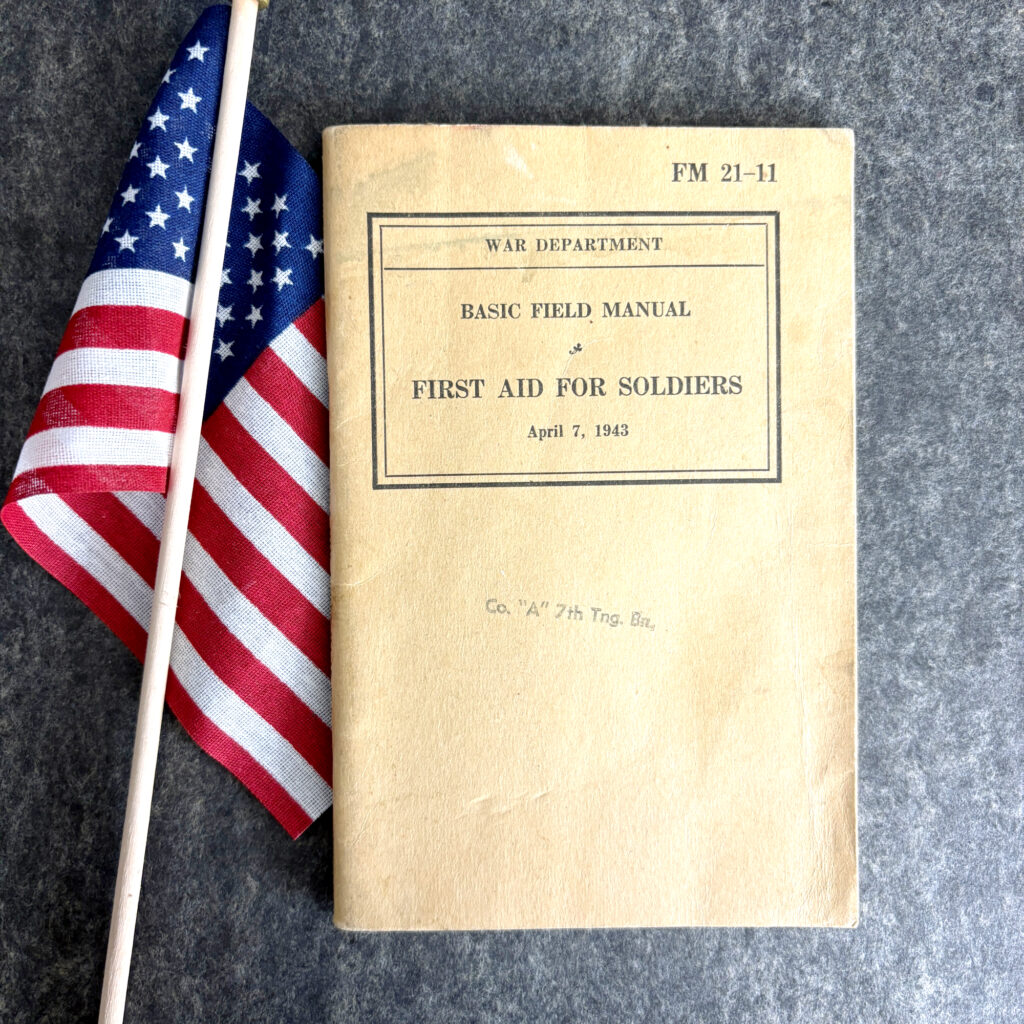 FM 21–11
WAR DEPARTMENT
BASIC FIELD MANUAL
FIRST AID FOR SOLDIERS
April 7, 1943
Co. "A" 7th Tng. Bn.